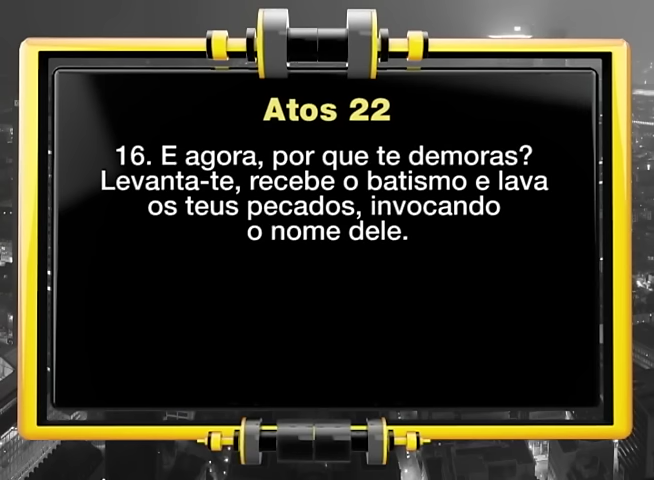 Atos 22
16. E agora, por que te demoras?
Levanta-te, recebe o batismo e lava
os teus pecados, invocando
o nome dele.